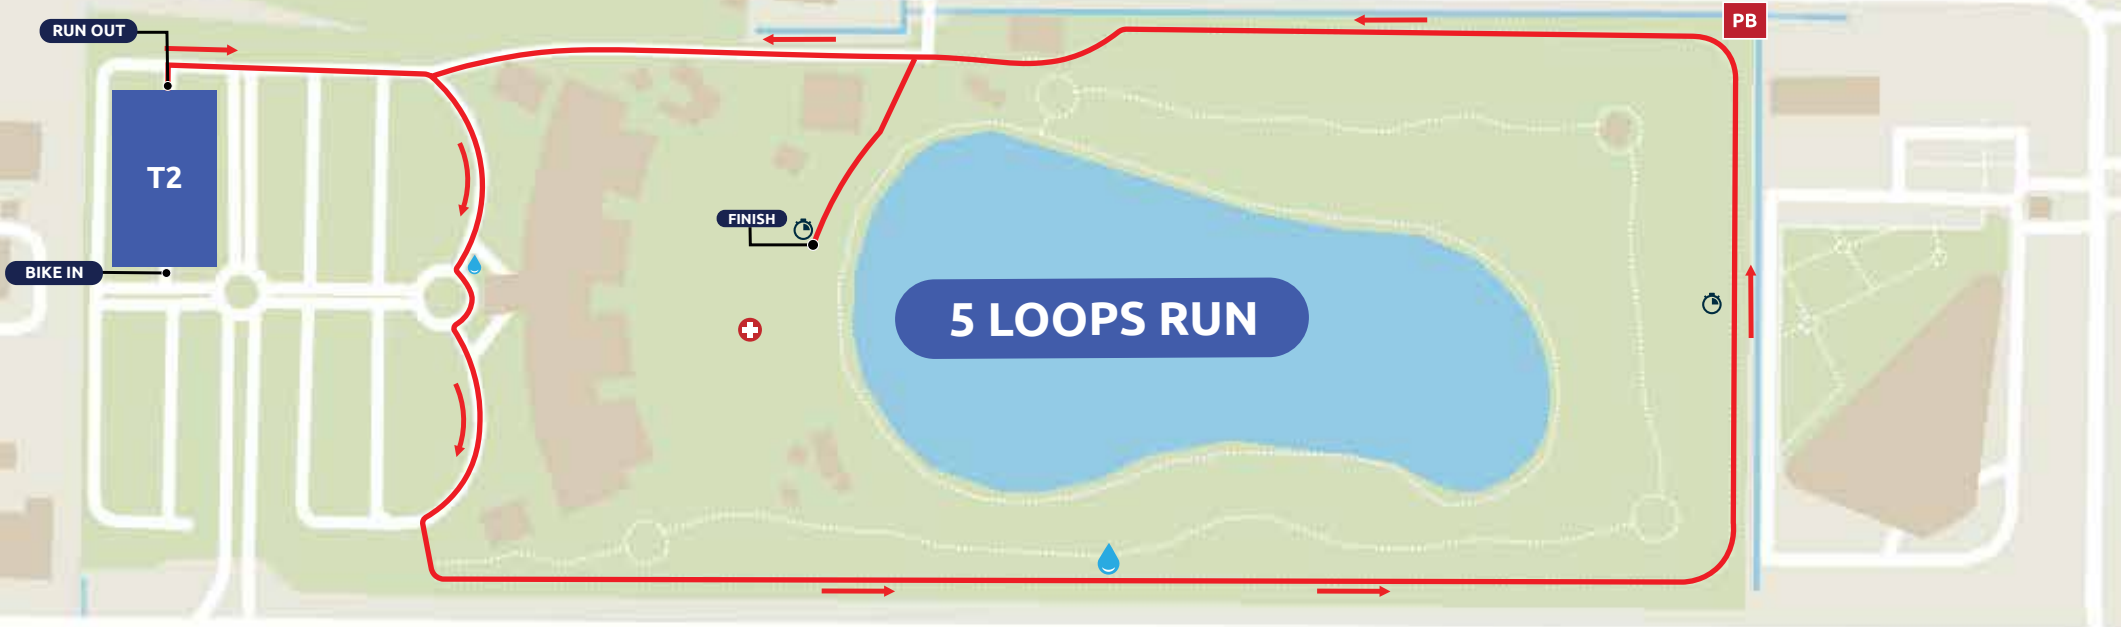 RUN OUT
PB
T2
FINISH
BIKE IN
5 LOOPS RUN